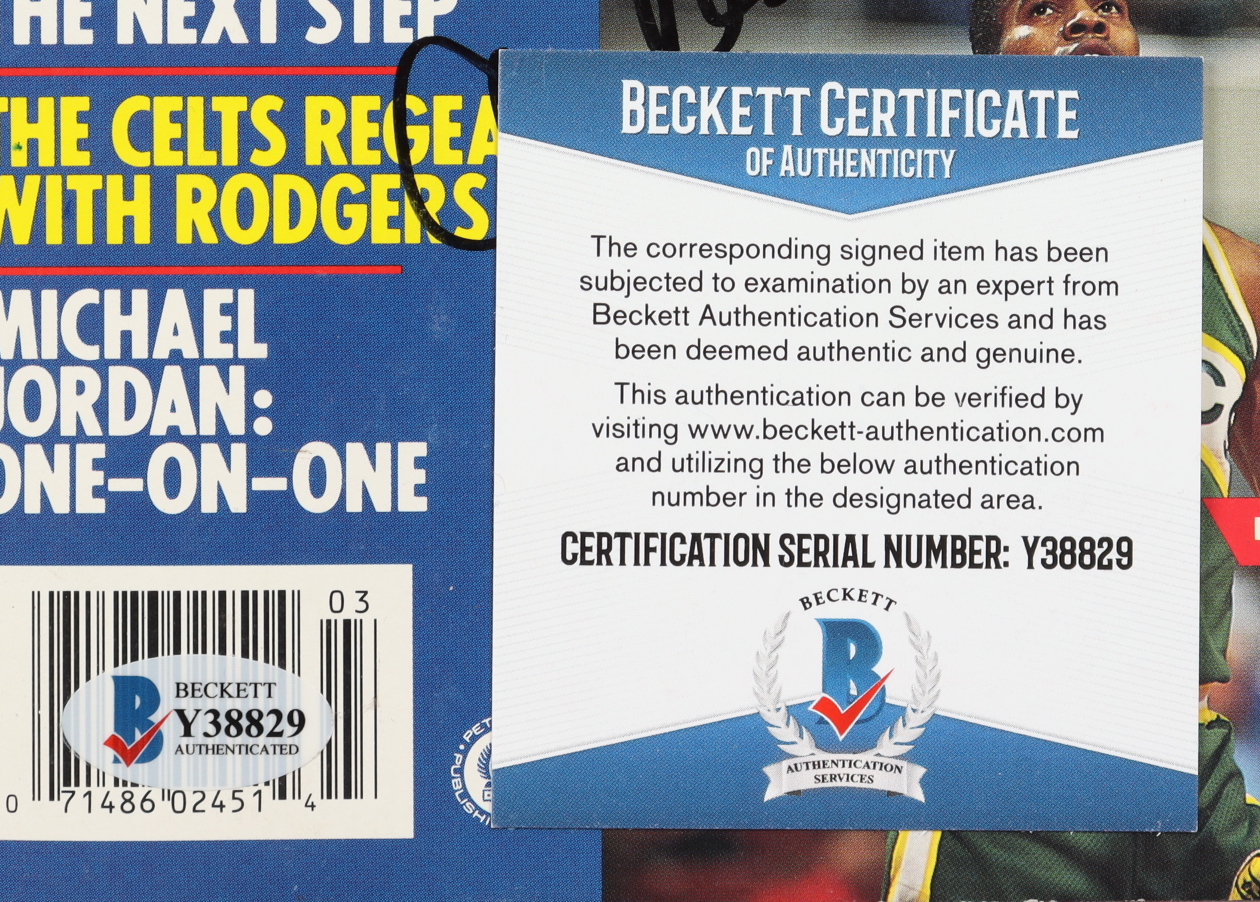 THE NEXT STEP
THE CELTS REGEA
WITH RODGERS
MICHAEL
JORDAN:
ONE-ON-ONE
03
BECKETT
Y38829
AUTHENTICATED
0 71486 02451 4
BECKETT CERTIFICATE
OF AUTHENTICITY
The corresponding signed item has been
subjected to examination by an expert from
Beckett Authentication Services and has
been deemed authentic and genuine.
This authentication can be verified by
visiting www.beckett-authentication.com
and utilizing the below authentication
number in the designated area.
CERTIFICATION SERIAL NUMBER: Y38829
BECKETT
B
AUTHENTICATION
SERVICES